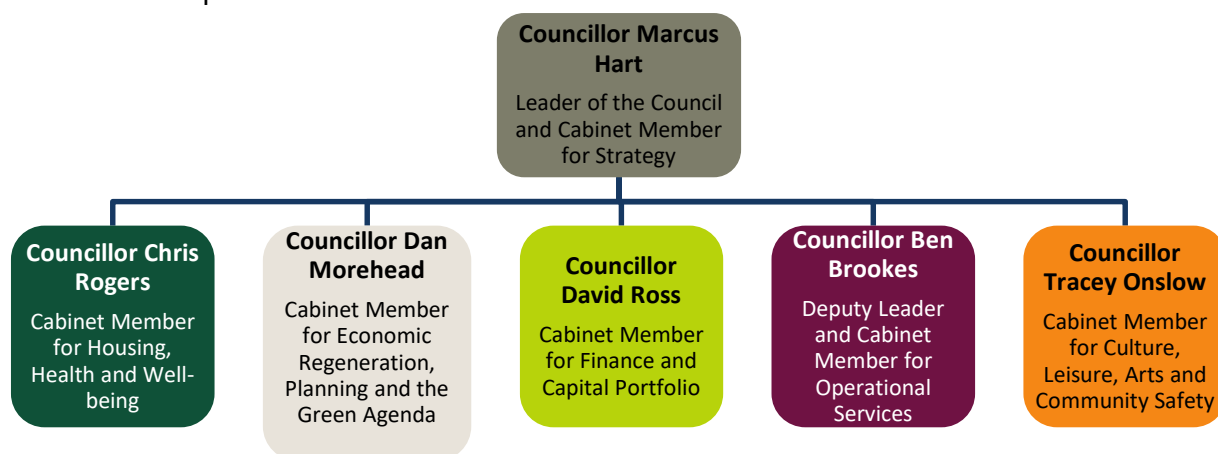 Councillor Marcus
Hart
Leader of the Council
and Cabinet Member
for Strategy
Councillor Chris
Rogers
Cabinet Member
for Housing,
Health and Well-
being
Councillor Dan
Morehead
Cabinet Member
for Economic
Regeneration,
Planning and the
Green Agenda
Councillor
David Ross
Cabinet Member
for Finance and
Capital Portfolio
Councillor Ben
Brookes
Deputy Leader
and Cabinet
Member for
Operational
Services
Councillor
Tracey Onslow
Cabinet Member
for Culture,
Leisure, Arts and
Community Safety